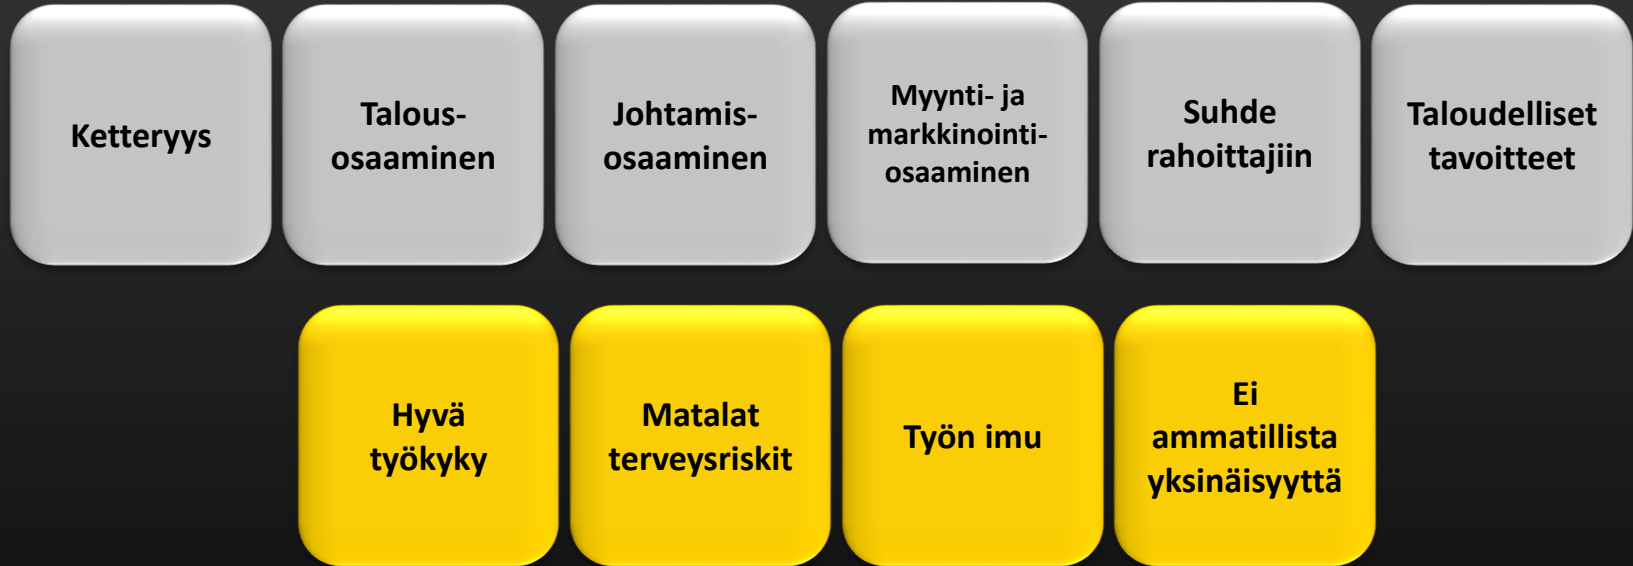 Ketteryys
Talous-
osaaminen
Johtamis-
osaaminen
Myynti- ja
markkinointi-
osaaminen
Suhde
rahoittajiin
Taloudelliset
tavoitteet
Hyvä
työkyky
Matalat
terveysriskit
Työn imu
Ei
ammatillista
yksinäisyyttä